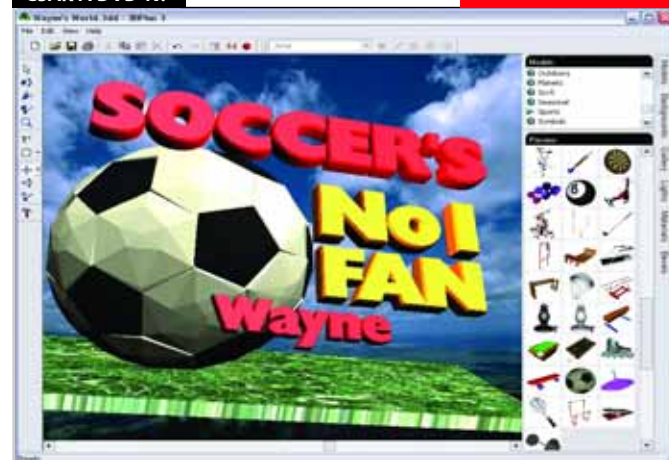 Wayne's World.3dd - 3DPlus 3
File Edit View Help
Models
Outdoors
Planets
Sci-fi
Seasonal
Sports
Symbols
Preview
SOCCER'S
No 1
FAN
Wayne